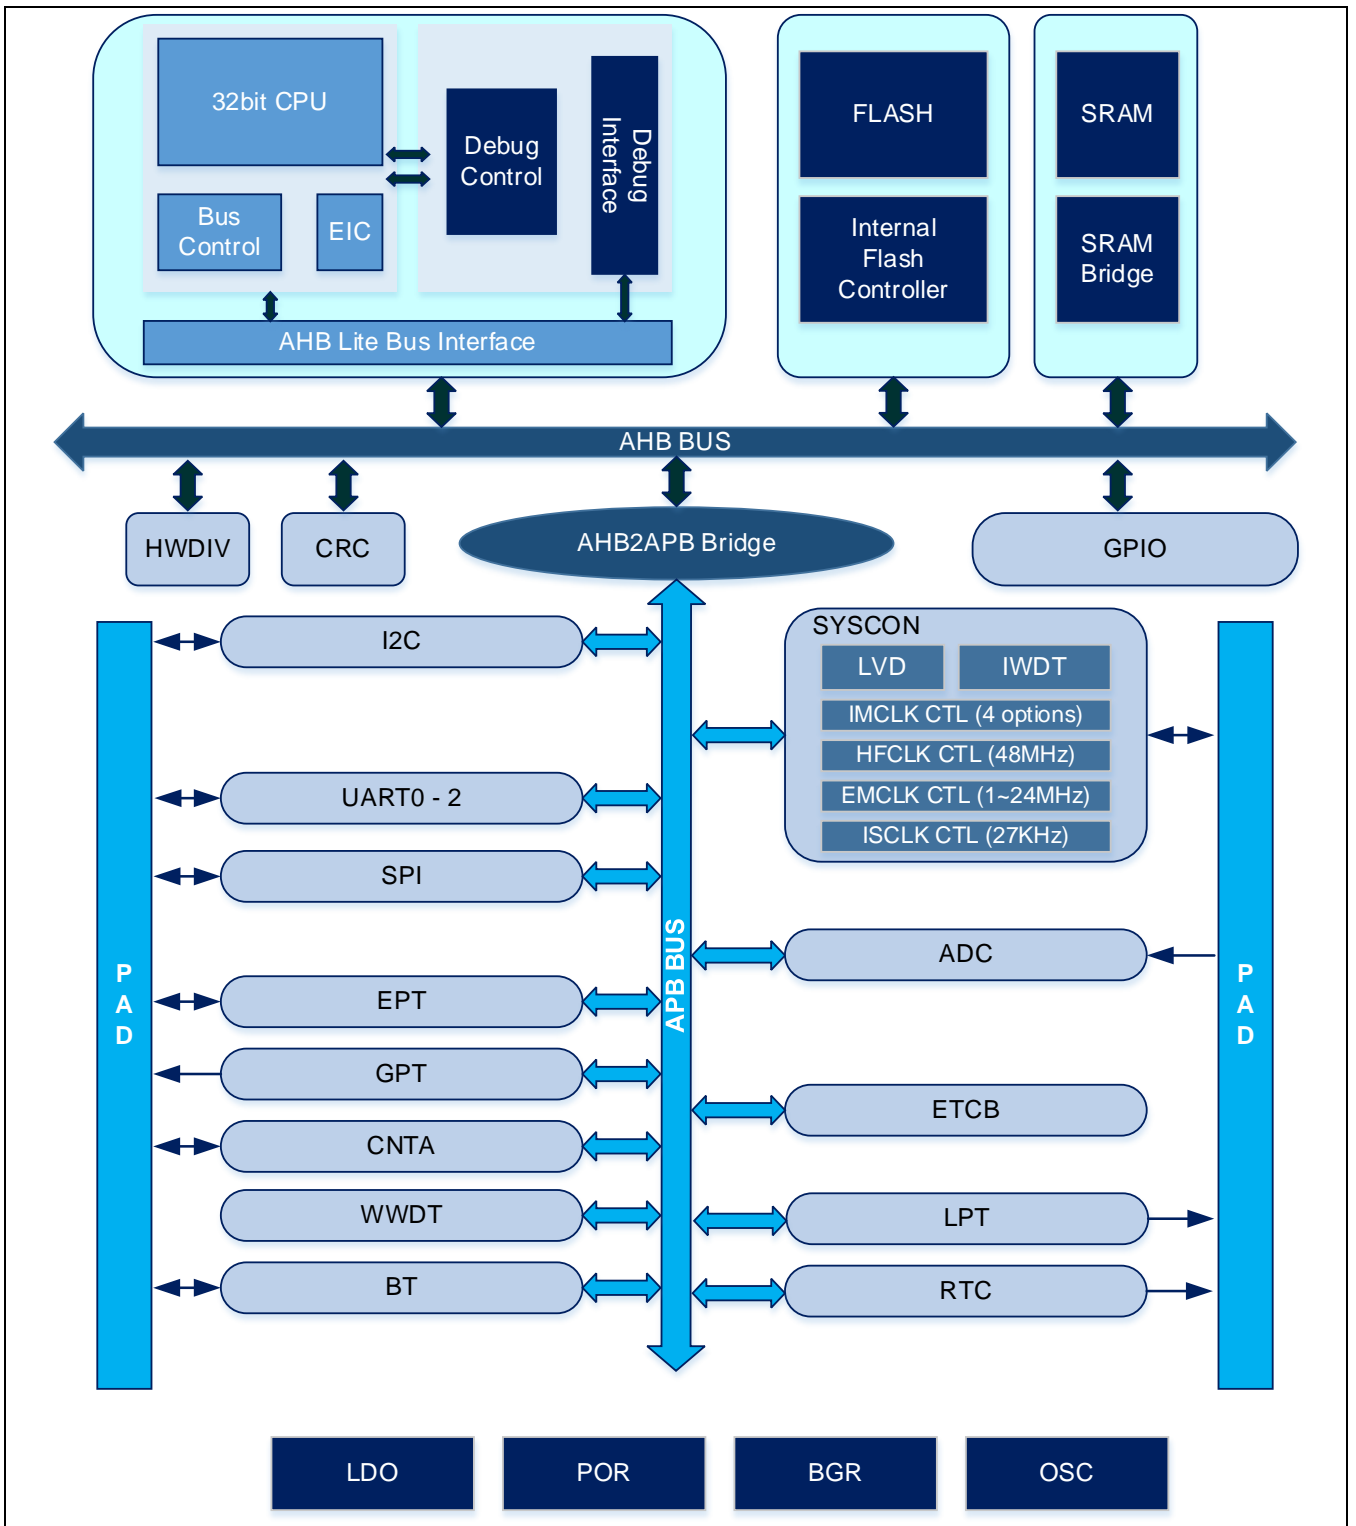 32bit CPU
Bus
Control
EIC
Debug
Control
Debug
Interface
AHB Lite Bus Interface
FLASH
Internal
Flash
Controller
SRAM
SRAM
Bridge
AHB BUS
HWDIV
CRC
AHB2APB Bridge
GPIO
PAD
I2C
UART0 - 2
SPI
EPT
GPT
CNTA
WWDT
BT
APB BUS
SYSCON
LVD
IWDT
IMCLK CTL (4 options)
HFCLK CTL (48MHz)
EMCLK CTL (1~24MHz)
ISCLK CTL (27KHz)
ADC
ETCB
LPT
RTC
PAD
LDO
POR
BGR
OSC